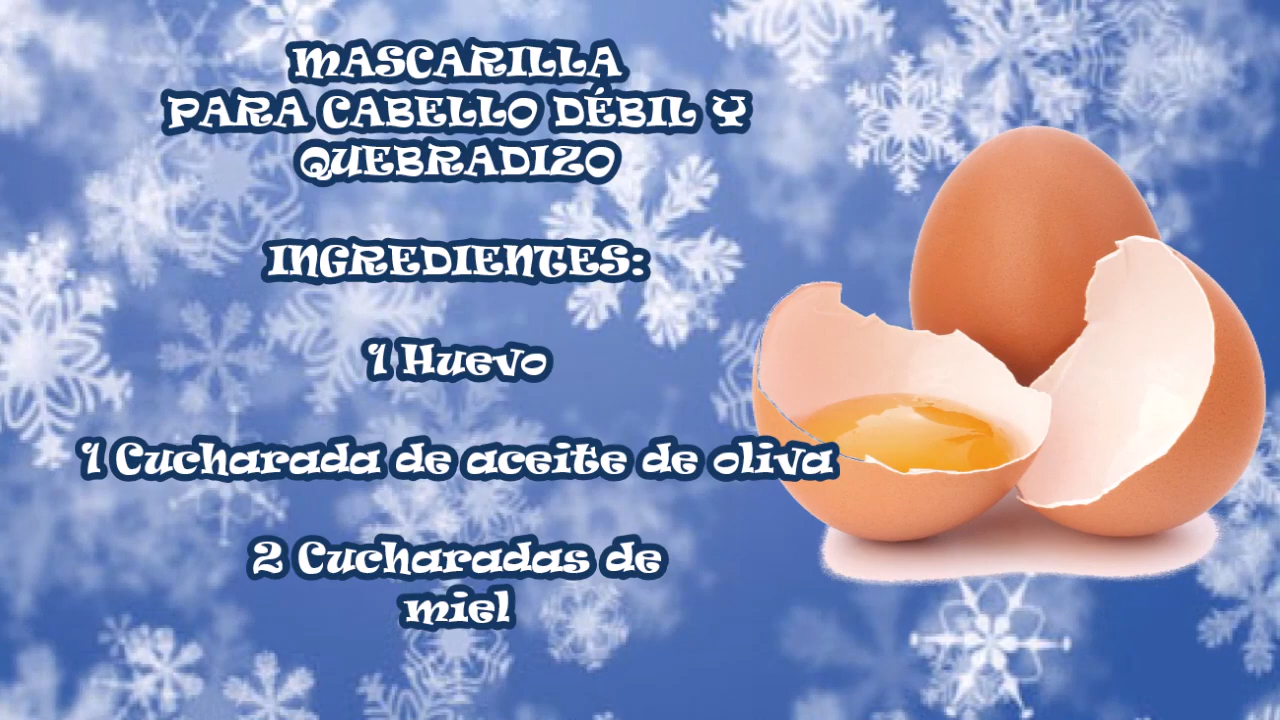 MASCARILLA
PARA CABELLO DÉBIL Y
QUEBRADIZO
INGREDIENTES:
1 Huevo
1 Cucharada de aceite de oliva
2 Cucharadas de
miel